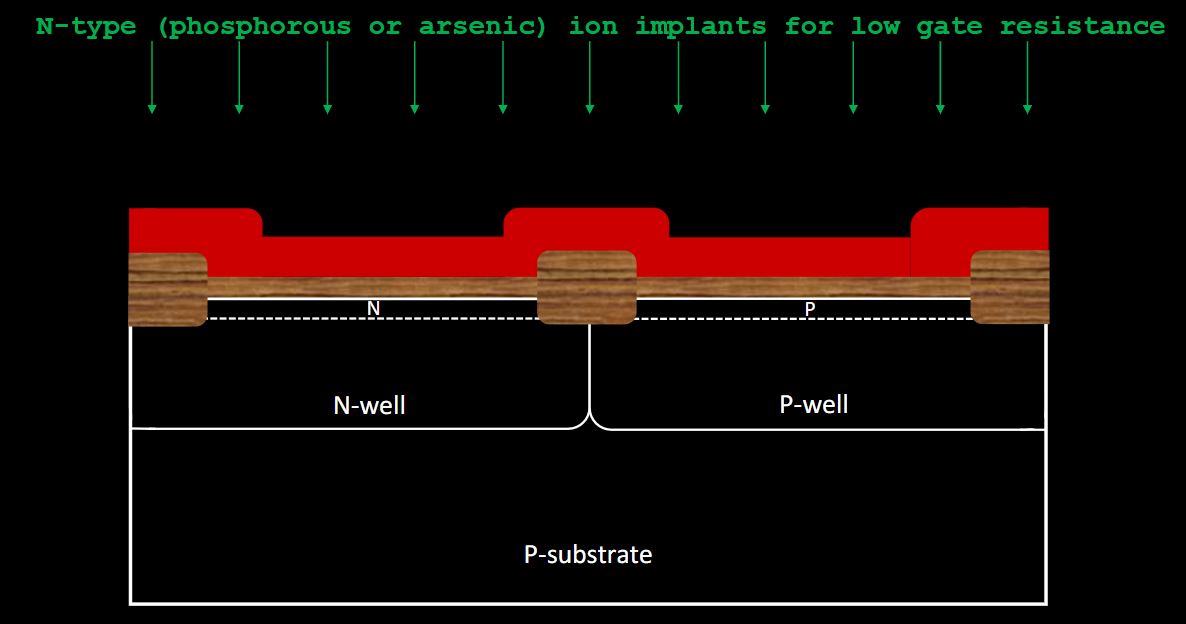 N-type (phosphorous or arsenic) ion implants for low gate resistance
N
P
N-well
P-well
P-substrate